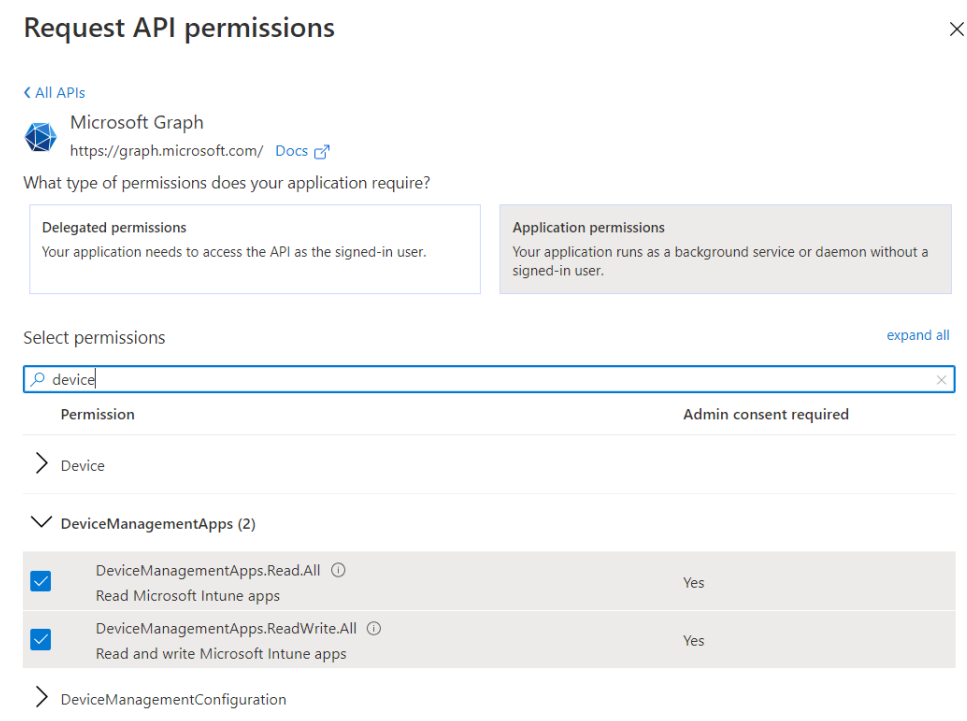 Request API permissions
All APIs
Microsoft Graph
https://graph.microsoft.com/ Docs
What type of permissions does your application require?
Delegated permissions
Your application needs to access the API as the signed-in user.
Application permissions
Your application runs as a background service or daemon without a
signed-in user.
Select permissions
expand all
device
Permission
Admin consent required
Device
DeviceManagementApps (2)
DeviceManagementApps.Read.All
Read Microsoft Intune apps
Yes
DeviceManagementApps.ReadWrite.All
Read and write Microsoft Intune apps
Yes
DeviceManagementConfiguration